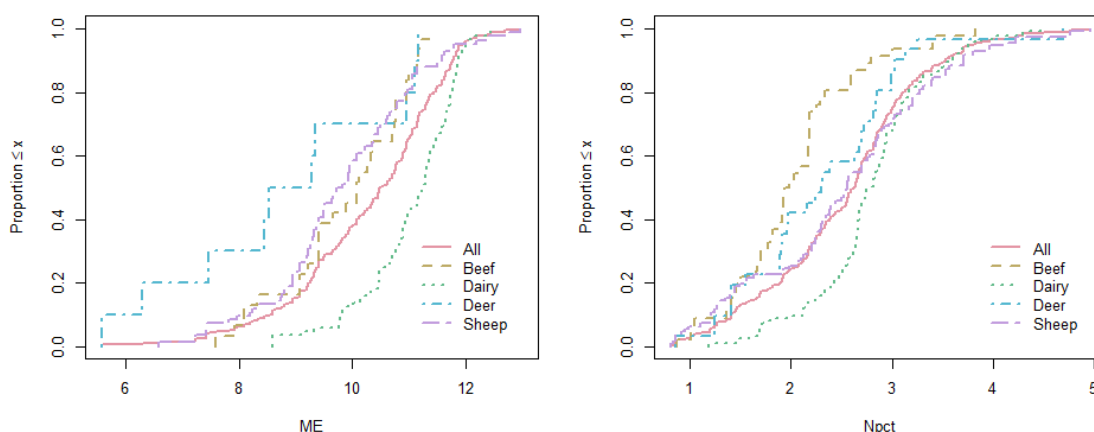 1.0
0.8
0.6
0.4
0.2
0.0
Proportion ≤ x
All
Beef
Dairy
Deer
Sheep
6 8 10 12
ME
1.0
0.8
0.6
0.4
0.2
0.0
Proportion ≤ x
All
Beef
Dairy
Deer
Sheep
1 2 3 4 5
Npct